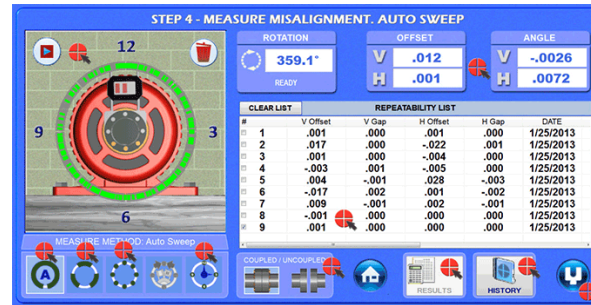 STEP 4 - MEASURE MISALIGNMENT. AUTO SWEEP
12
9
3
6
ROTATION
359.1°
READY
OFFSET
V .012
H .001
ANGLE
V -.0026
H .0072
CLEAR LIST REPEATABILITY LIST
# V Offset V Gap H Offset H Gap DATE
1 .001 .000 .001 .000 1/25/2013
2 .017 .000 -.022 .001 1/25/2013
3 .001 .000 -.004 .000 1/25/2013
4 -.003 .001 -.005 .000 1/25/2013
5 .004 -.001 .028 -.003 1/25/2013
6 -.017 .002 .001 -.002 1/25/2013
7 .009 -.001 .002 -.001 1/25/2013
8 -.001 .000 .000 .000 1/25/2013
9 .001 .000 .000 .000 1/25/2013
MEASURE METHOD: Auto Sweep
A
COUPLED / UNCOUPLED
RESULTS
HISTORY